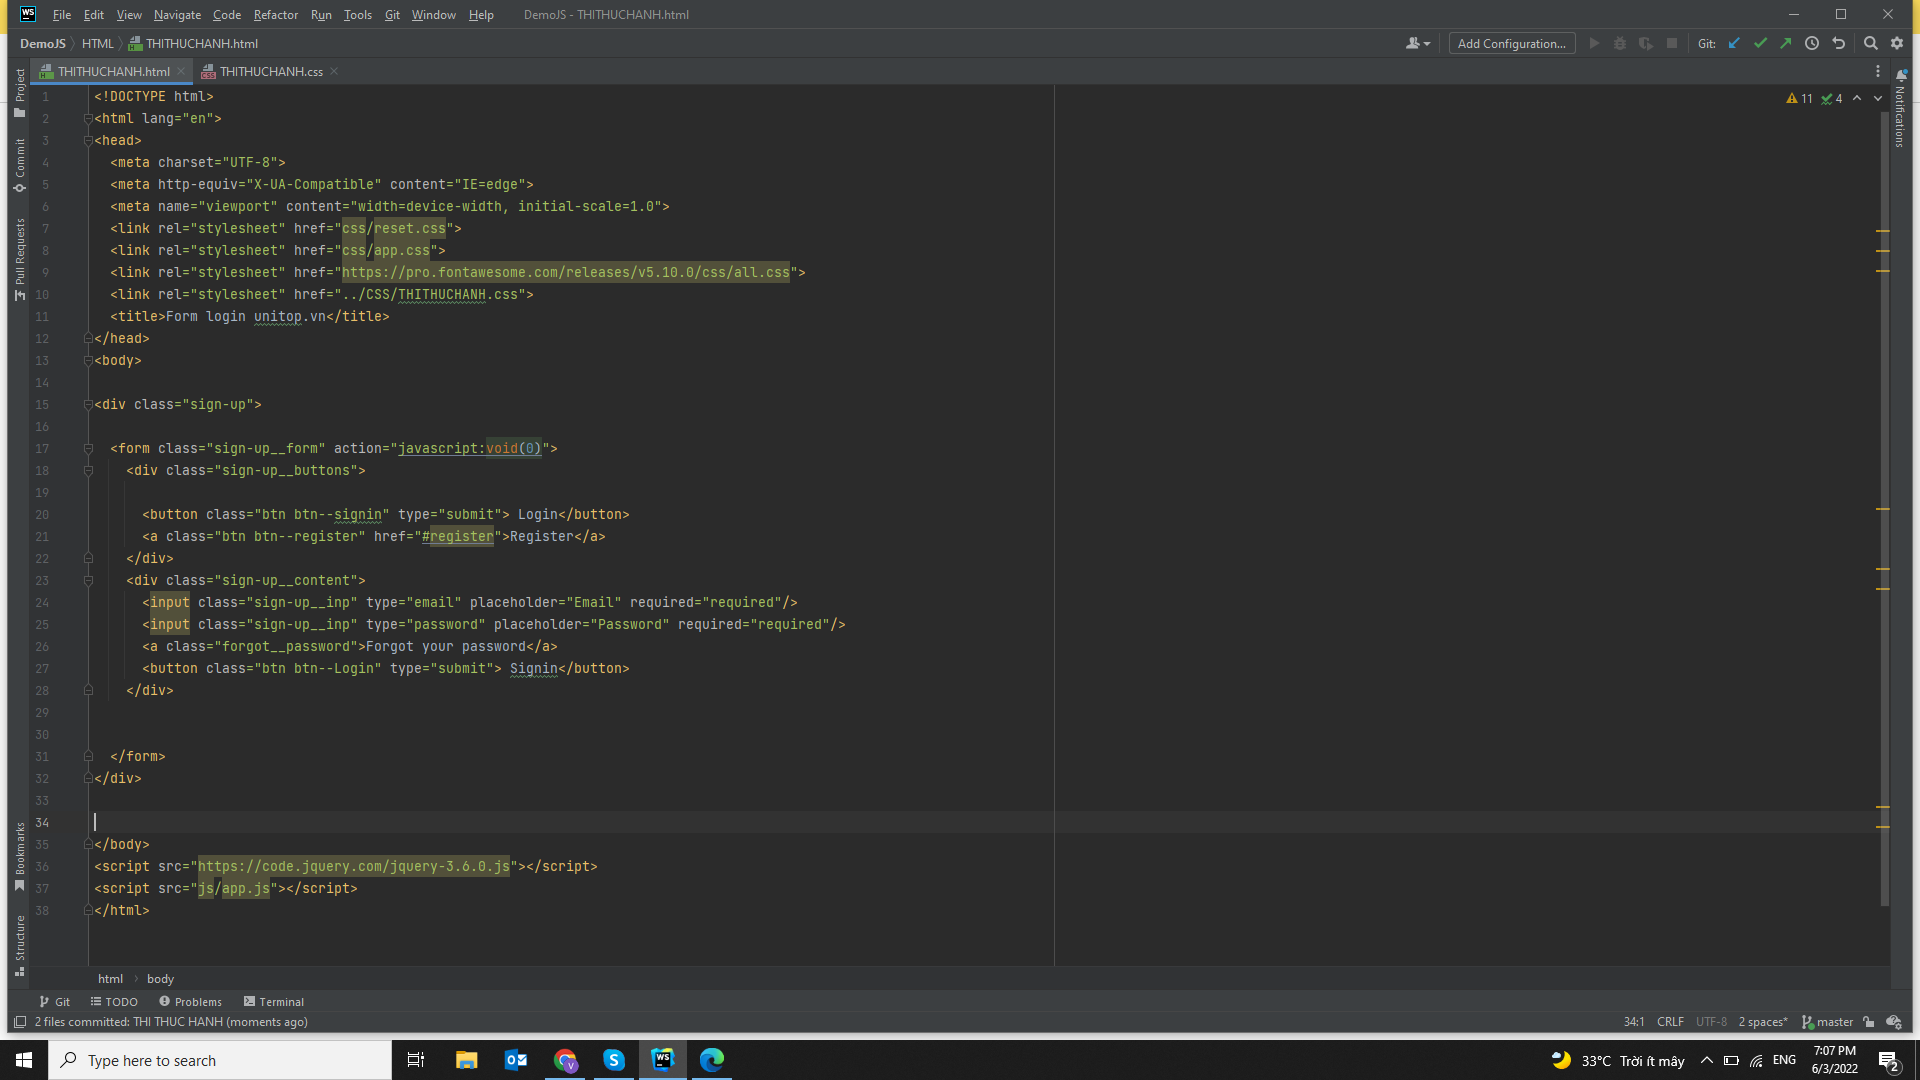 WS File Edit View Navigate Code Refactor Run Tools Git Window Help DemoJS - THITHUCHANH.html
DemoJS HTML THITHUCHANH.html Add Configuration... Git:
THITHUCHANH.html THITHUCHANH.css
Project
Commit
Pull Requests
Bookmarks
Structure
Notifications
11 4
1 <!DOCTYPE html>
2 <html lang="en">
3 <head>
4 <meta charset="UTF-8">
5 <meta http-equiv="X-UA-Compatible" content="IE=edge">
6 <meta name="viewport" content="width=device-width, initial-scale=1.0">
7 <link rel="stylesheet" href="css/reset.css">
8 <link rel="stylesheet" href="css/app.css">
9 <link rel="stylesheet" href="https://pro.fontawesome.com/releases/v5.10.0/css/all.css">
10 <link rel="stylesheet" href="../CSS/THITHUCHANH.css">
11 <title>Form login unitop.vn</title>
12 </head>
13 <body>
14
15 <div class="sign-up">
16
17 <form class="sign-up__form" action="javascript:void(0)">
18 <div class="sign-up__buttons">
19
20 <button class="btn btn--signin" type="submit"> Login</button>
21 <a class="btn btn--register" href="#register">Register</a>
22 </div>
23 <div class="sign-up__content">
24 <input class="sign-up__inp" type="email" placeholder="Email" required="required"/>
25 <input class="sign-up__inp" type="password" placeholder="Password" required="required"/>
26 <a class="forgot__password">Forgot your password</a>
27 <button class="btn btn--Login" type="submit"> Signin</button>
28 </div>
29
30
31 </form>
32 </div>
33
34
35 </body>
36 <script src="https://code.jquery.com/jquery-3.6.0.js"></script>
37 <script src="js/app.js"></script>
38 </html>
html body
Git TODO Problems Terminal
2 files committed: THI THUC HANH (moments ago) 34:1 CRLF UTF-8 2 spaces* master
Type here to search 33°C Trời ít mây ENG 7:07 PM
6/3/2022 2